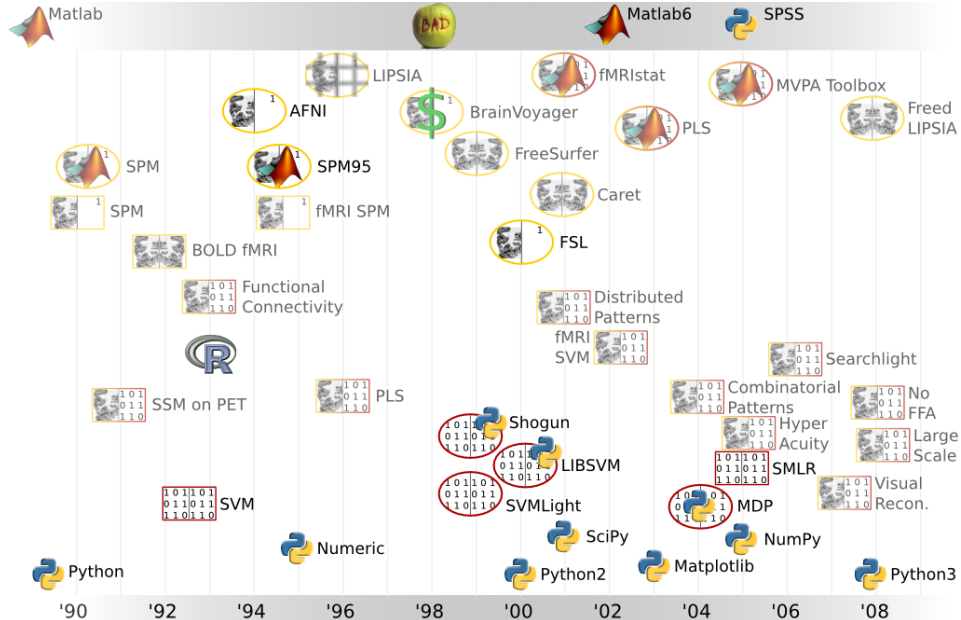 Matlab
BAD
Matlab6
SPSS
LIPSIA
fMRIstat
MVPA Toolbox
AFNI
BrainVoyager
PLS
Freed
LIPSIA
SPM
SPM95
FreeSurfer
Caret
SPM
fMRI SPM
FSL
BOLD fMRI
Functional
Connectivity
Distributed
Patterns
fMRI
SVM
Searchlight
R
SSM on PET
PLS
Combinatorial
Patterns
No
FFA
Shogun
Hyper
Acuity
Large
Scale
LIBSVM
SMLR
SVM
SVMLight
MDP
Visual
Recon.
Numeric
SciPy
NumPy
Python
Python2
Matplotlib
Python3
'90 '92 '94 '96 '98 '00 '02 '04 '06 '08